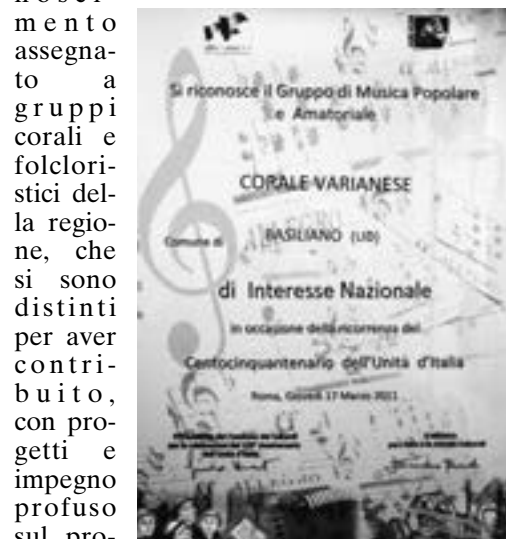 mento
assegna-
to a
gruppi
corali e
folclori-
stici del-
la regio-
ne, che
si sono
distinti
per aver
contri-
buito,
con pro-
getti e
impegno
profuso
sul pro-
Si riconosce il Gruppo di Musica Popolare
e Amatoriale
CORALE VARIANESE
Comune di BASILIANO (UD)
di Interesse Nazionale
in occasione della ricorrenza del
Centocinquantenario dell'Unità d'Italia
Roma, Giovedì 17 Marzo 2011